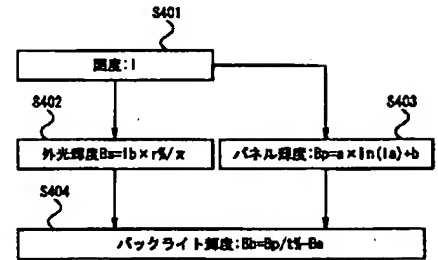 S401
照度:I
S402
S403
外光輝度Bs=Ib×r%/π
パネル輝度:Bp=a×ln(Ia)+b
S404
バックライト輝度:Bb=Bp/t%-Bs